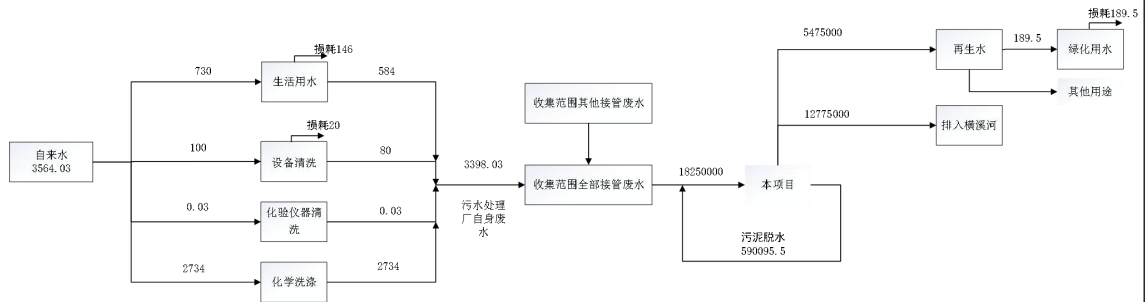 损耗146
730
生活用水
584
损耗20
自来水
3564.03
100
设备清洗
80
0.03
化验仪器清
洗
0.03
2734
化学洗涤
2734
3398.03
污水处理
厂自身废
水
收集范围其他接管废水
收集范围全部接管废水
18250000
本项目
污泥脱水
590095.5
5475000
再生水
189.5
损耗189.5
绿化用水
其他用途
12775000
排入横溪河